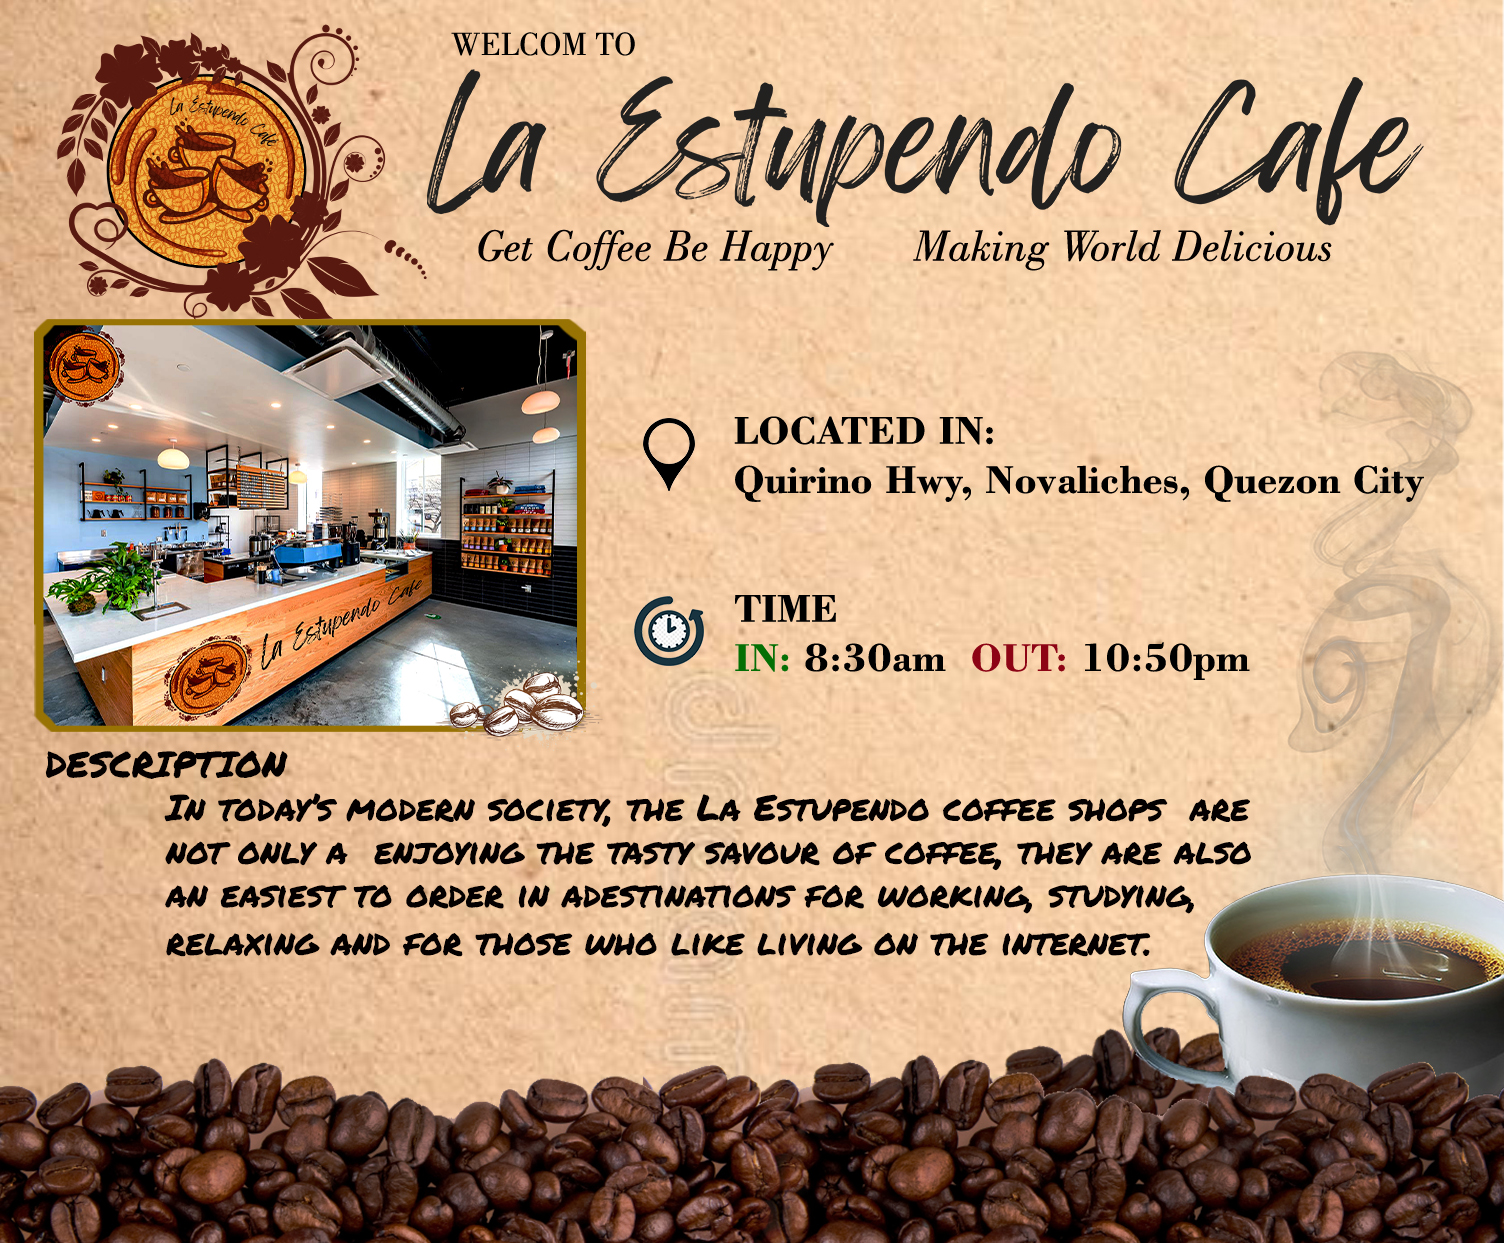 WELCOM TO
La Estupendo Cafe
La Estupendo Cafe
Get Coffee Be Happy Making World Delicious
LOCATED IN:
Quirino Hwy, Novaliches, Quezon City
La Estupendo Cafe
TIME
IN: 8:30am OUT: 10:50pm
DESCRIPTION
In today's modern society, the La Estupendo coffee shops are
not only a enjoying the tasty savour of coffee, they are also
an easiest to order in adestinations for working, studying,
relaxing and for those who like living on the internet.